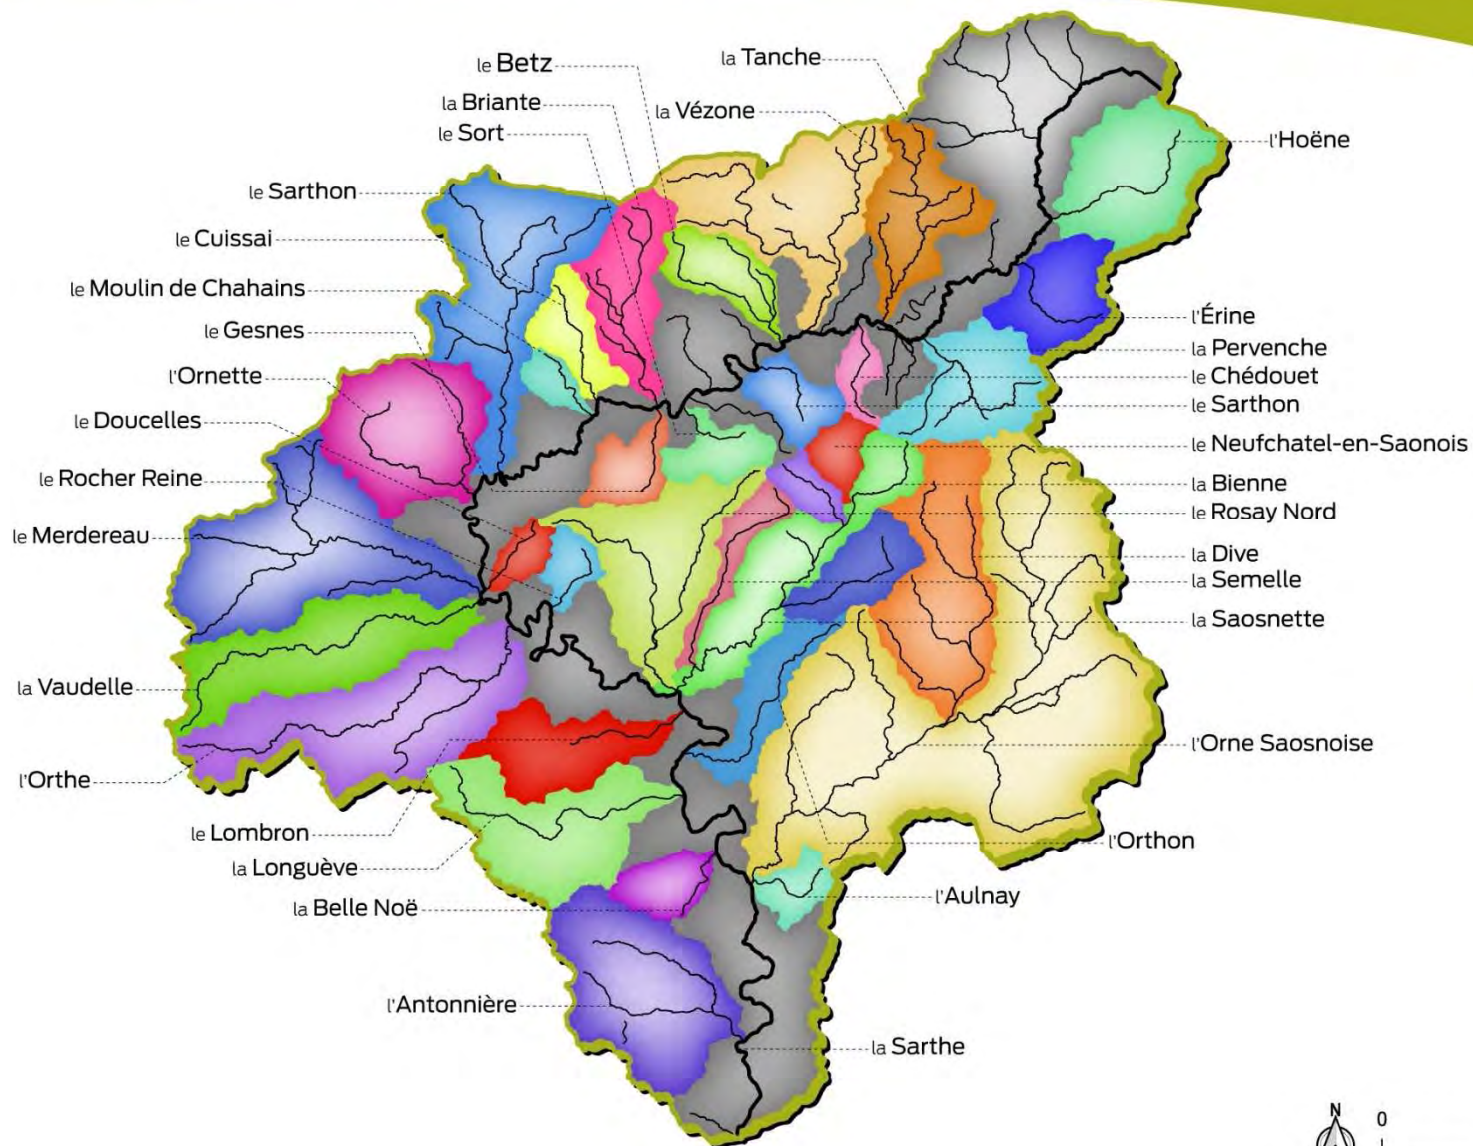 le Betz
la Tanche
la Briante
la Vézone
le Sort
l'Hoëne
le Sarthon
le Cuissai
le Moulin de Chahains
l'Érine
le Gesnes
la Pervenche
l'Ornette
le Chédouet
le Sarthon
le Doucelles
le Neufchatel-en-Saonois
le Rocher Reine
la Bienne
le Rosay Nord
le Merdereau
la Dive
la Semelle
la Saosnette
la Vaudelle
l'Orne Saosnoise
l'Orthe
le Lombron
l'Orthon
la Longuève
l'Aulnay
la Belle Noë
l'Antonnière
la Sarthe
N
0